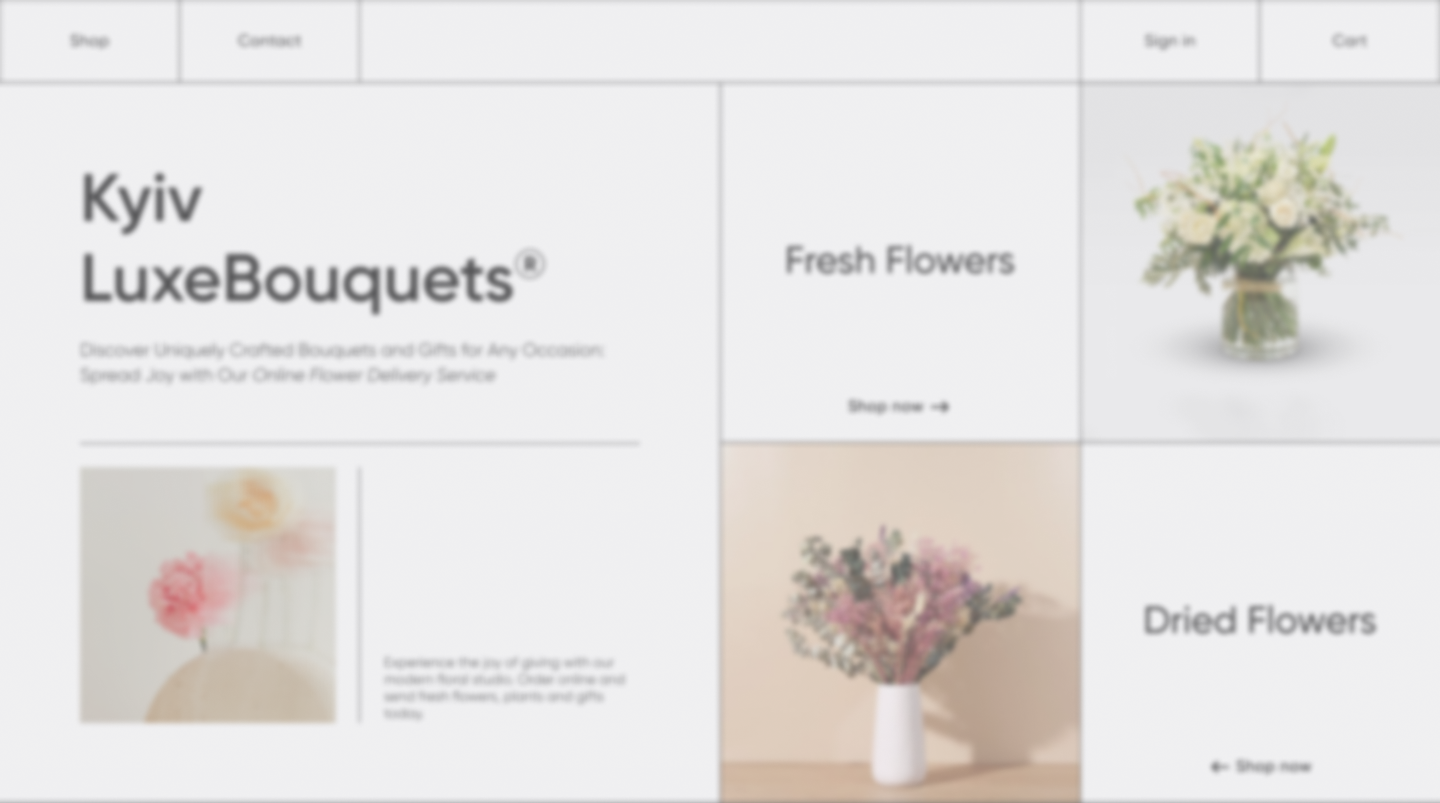 Shop
Contact
Sign in
Cart
Kyiv
LuxeBouquets®
Discover Uniquely Crafted Bouquets and Gifts for Any Occasion:
Spread Joy with Our Online Flower Delivery Service
Experience the joy of giving with our
modern floral studio. Order online and
send fresh flowers, plants and gifts
today.
Fresh Flowers
Shop now →
Dried Flowers
← Shop now